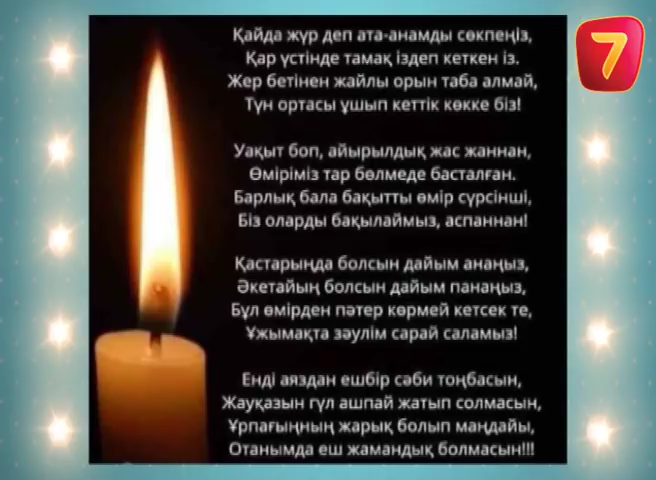 7
Қайда жүр деп ата-анамды сөкпеңіз,
Қар үстінде тамақ іздеп кеткен із.
Жер бетінен жайлы орын таба алмай,
Түн ортасы ұшып кеттік көкке біз!
Уақыт боп, айырылдық жас жаннан,
Өміріміз тар бөлмеде басталған.
Барлық бала бақытты өмір сүрсінші,
Біз оларды бақылаймыз, аспаннан!
Қастарыңда болсын дайым анаңыз,
Әкетайың болсын дайым панаңыз,
Бұл өмірден пәтер көрмей кетсек те,
Ұжымақта зәулім сарай саламыз!
Енді аяздан ешбір сәби тоңбасын,
Жауқазын гүл ашпай жатып солмасын,
Ұрпағыңның жарық болып маңдайы,
Отанымда еш жамандық болмасын!!!